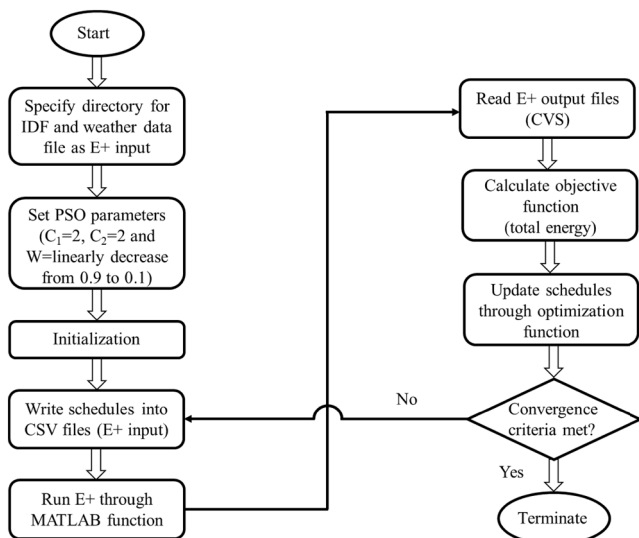 Start
Specify directory for
IDF and weather data
file as E+ input
Set PSO parameters
(C₁=2, C₂=2 and
W=linearly decrease
from 0.9 to 0.1)
Initialization
Write schedules into
CSV files (E+ input)
Run E+ through
MATLAB function
Read E+ output files
(CVS)
Calculate objective
function
(total energy)
Update schedules
through optimization
function
Convergence
criteria met?
No
Yes
Terminate